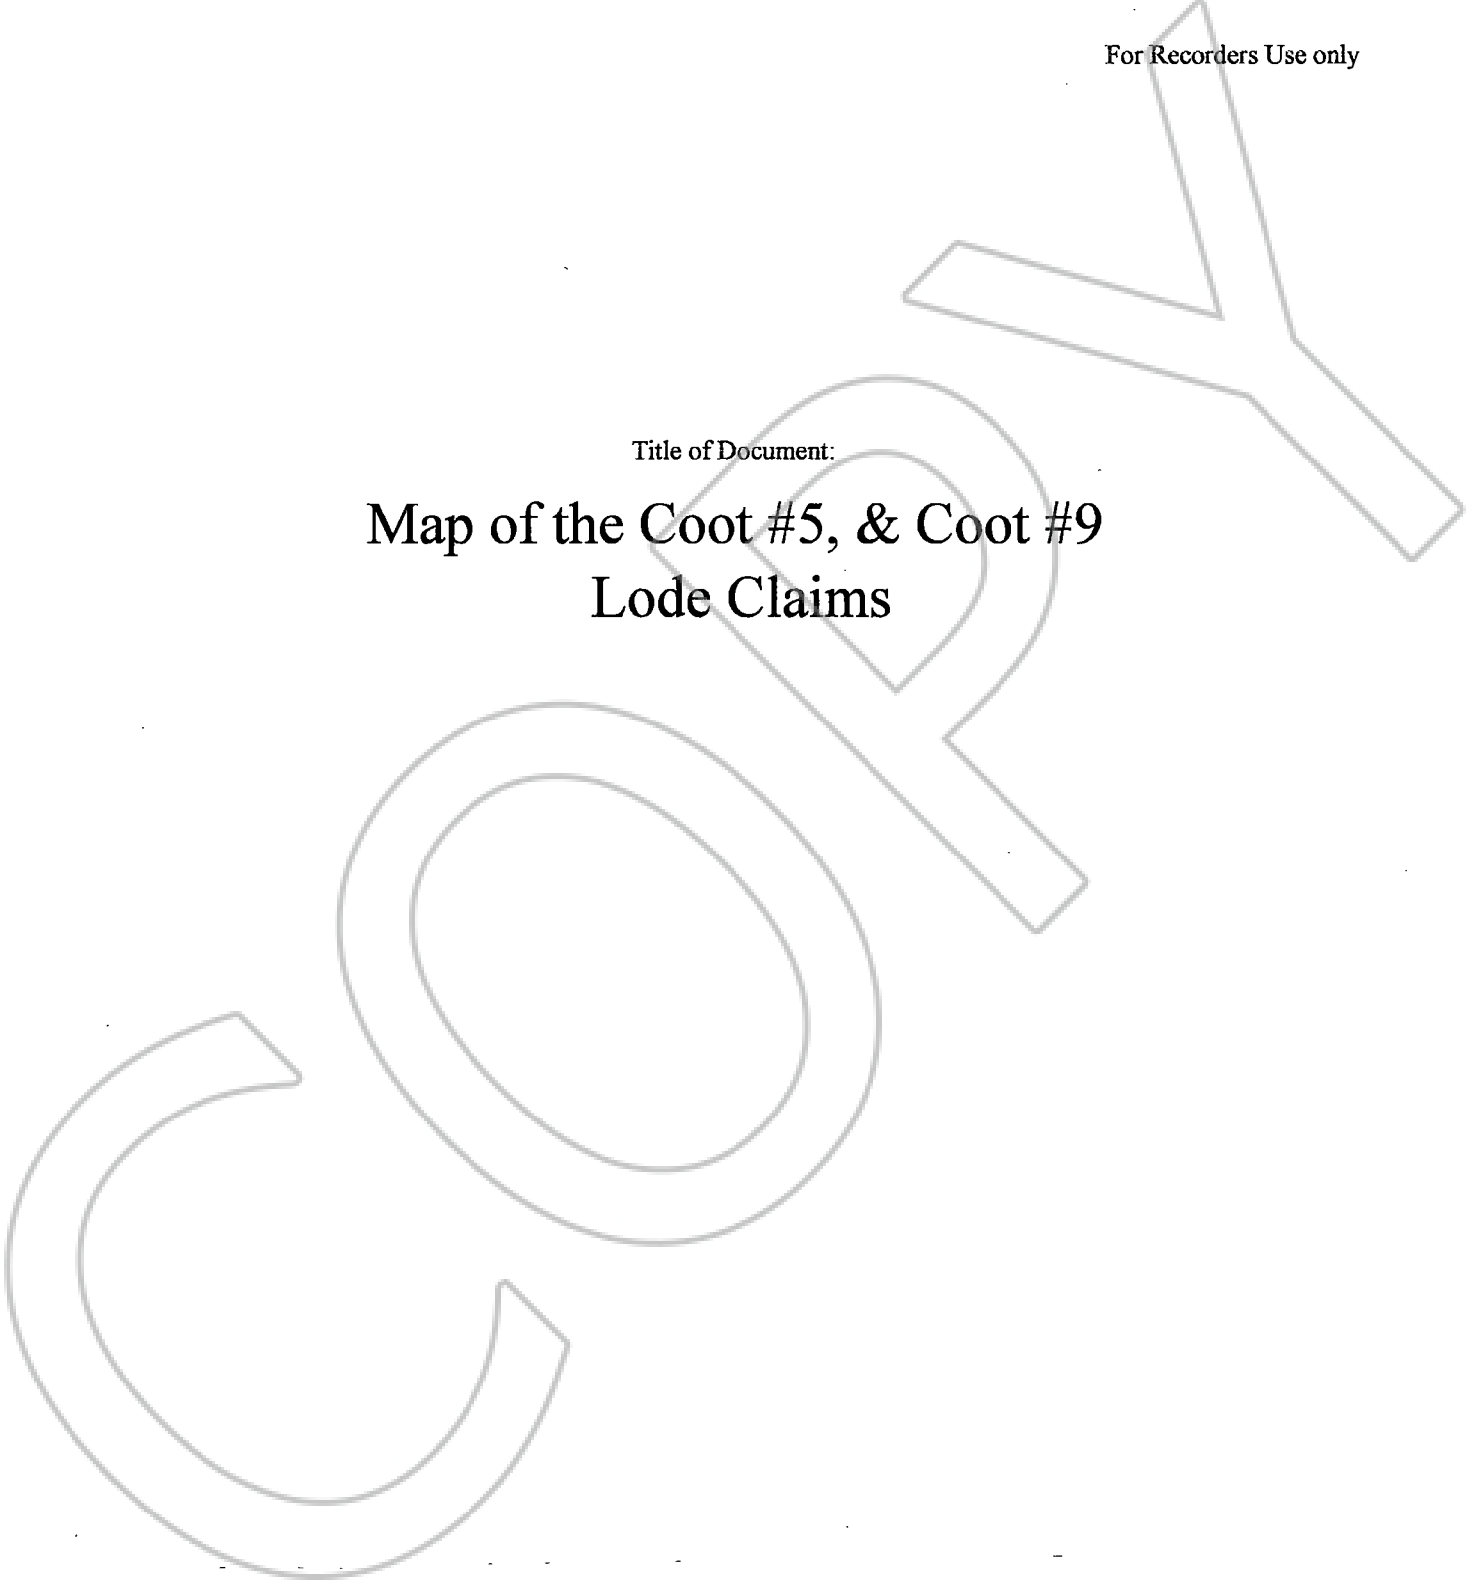 For Recorders Use only
Title of Document:
Map of the Coot #5, & Coot #9
Lode Claims
COPY